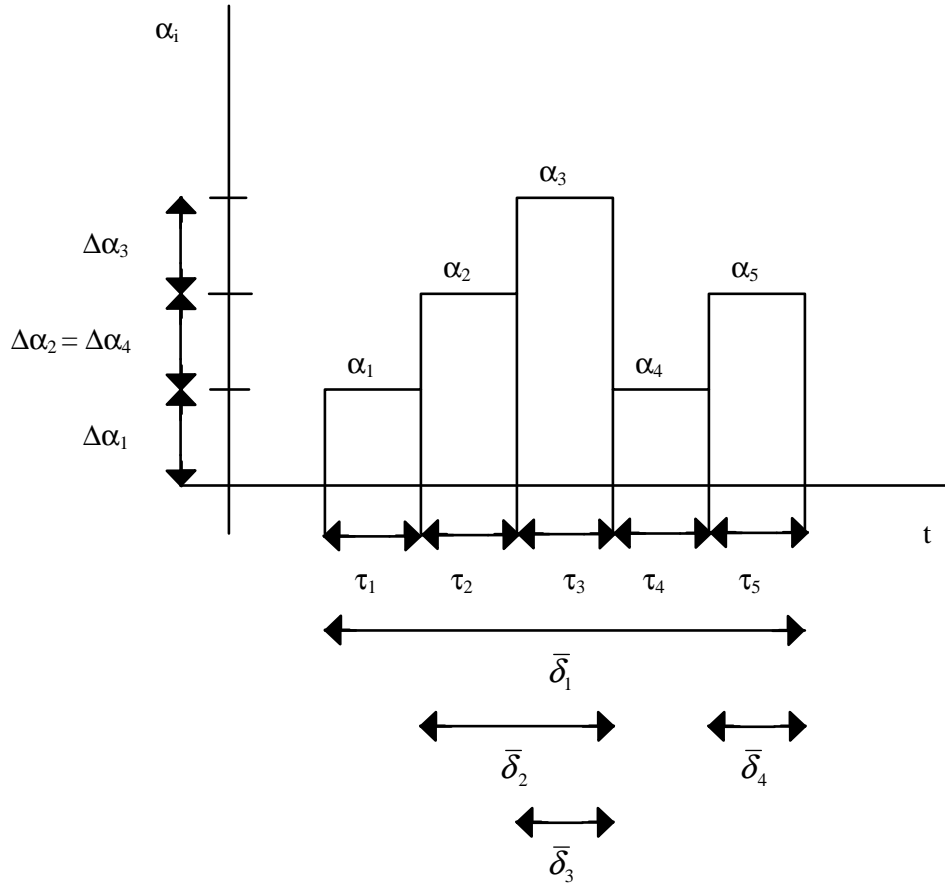 αᵢ
α₃
Δα₃
α₂ α₅
Δα₂ = Δα₄
α₁ α₄
Δα₁
t
τ₁ τ₂ τ₃ τ₄ τ₅
δ̅₁
δ̅₂ δ̅₄
δ̅₃